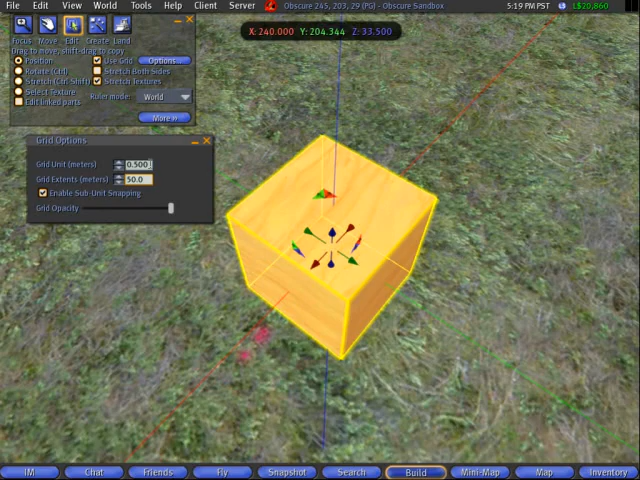 File Edit View World Tools Help Client Server Obscure 245, 203, 29 (PG) - Obscure Sandbox 5:19 PM PST L$20,860
X: 240.000 Y: 204.344 Z: 33.500
Focus Move Edit Create Land
Drag to move, shift-drag to copy
Position Use Grid Options...
Rotate (Ctrl) Stretch Both Sides
Stretch (Ctrl Shift) Stretch Textures
Select Texture
Edit linked parts Ruler mode: World
More >>
Grid Options
Grid Unit (meters) 0.500
Grid Extents (meters) 50.0
Enable Sub-Unit Snapping
Grid Opacity
IM Chat Friends Fly Snapshot Search Build Mini-Map Map Inventory